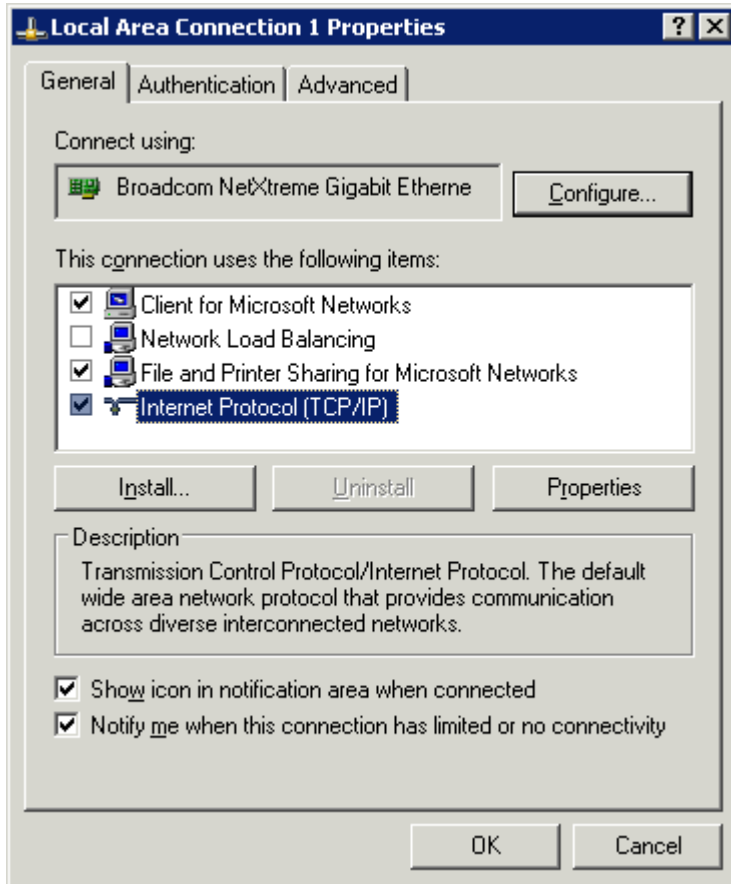 Local Area Connection 1 Properties
General
Authentication
Advanced
Connect using:
Broadcom NetXtreme Gigabit Etherne
Configure...
This connection uses the following items:
Client for Microsoft Networks
Network Load Balancing
File and Printer Sharing for Microsoft Networks
Internet Protocol (TCP/IP)
Install...
Uninstall
Properties
Description
Transmission Control Protocol/Internet Protocol. The default
wide area network protocol that provides communication
across diverse interconnected networks.
Show icon in notification area when connected
Notify me when this connection has limited or no connectivity
OK
Cancel